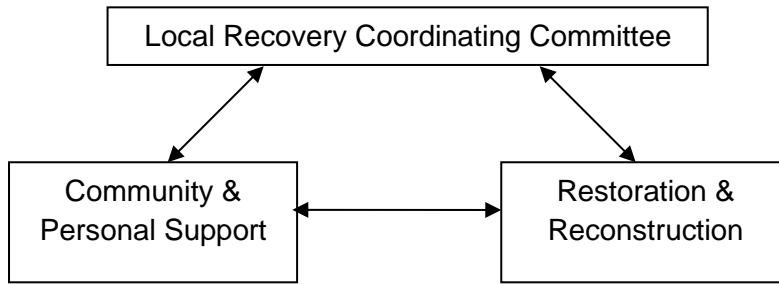 Local Recovery Coordinating Committee
Community &
Personal Support
Restoration &
Reconstruction